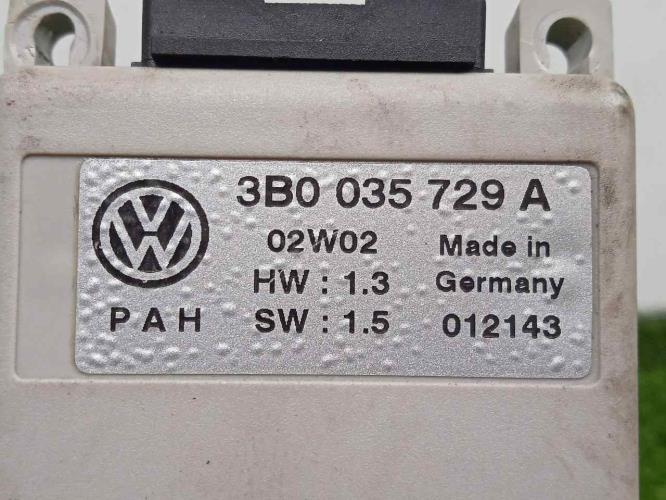 3B0 035 729 A
02W02 Made in
HW : 1.3 Germany
PAH SW : 1.5 012143